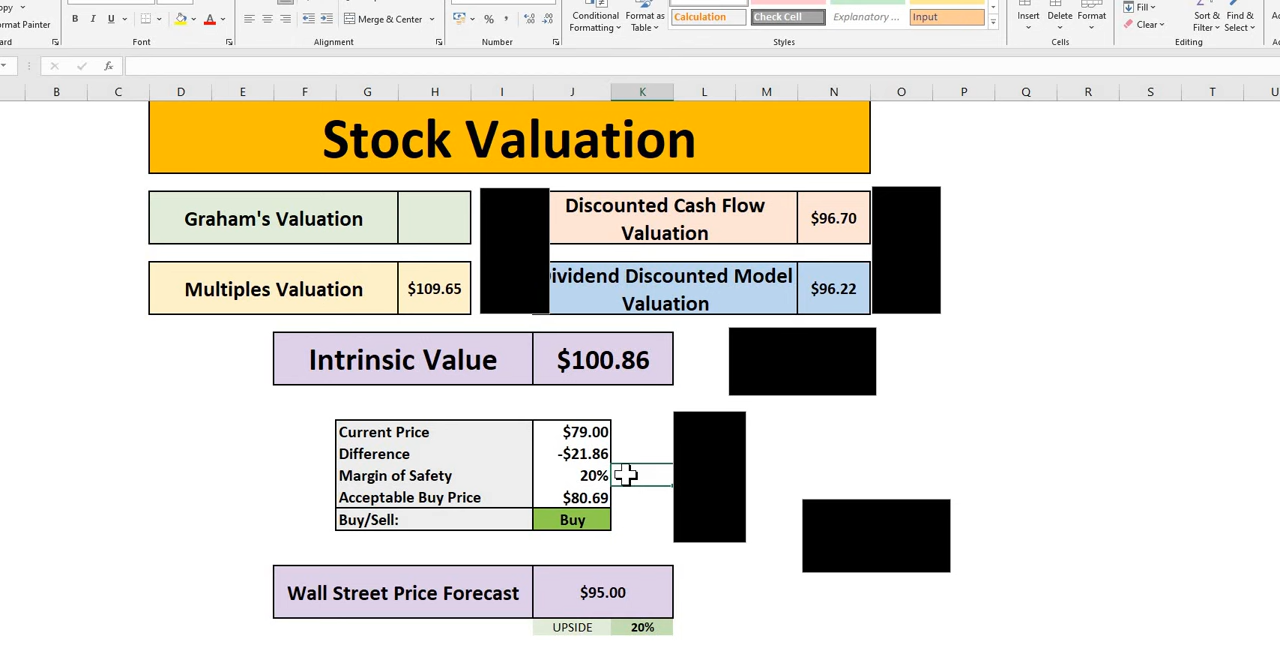 Merge & Center
%
Conditional
Formatting
Format as
Table
Calculation
Check Cell
Explanatory ...
Input
Insert
Delete
Format
Fill
Clear
Sort &
Filter
Find &
Select
B I U
A
Font
Alignment
Number
Styles
Cells
Editing
fx
B C D E F G H I J K L M N O P Q R S T
Stock Valuation
Graham's Valuation
Discounted Cash Flow
Valuation
$96.70
Multiples Valuation
$109.65
Discounted Model
Valuation
$96.22
Intrinsic Value
$100.86
Current Price $79.00
Difference -$21.86
Margin of Safety 20%
Acceptable Buy Price $80.69
Buy/Sell: Buy
Wall Street Price Forecast
$95.00
UPSIDE 20%